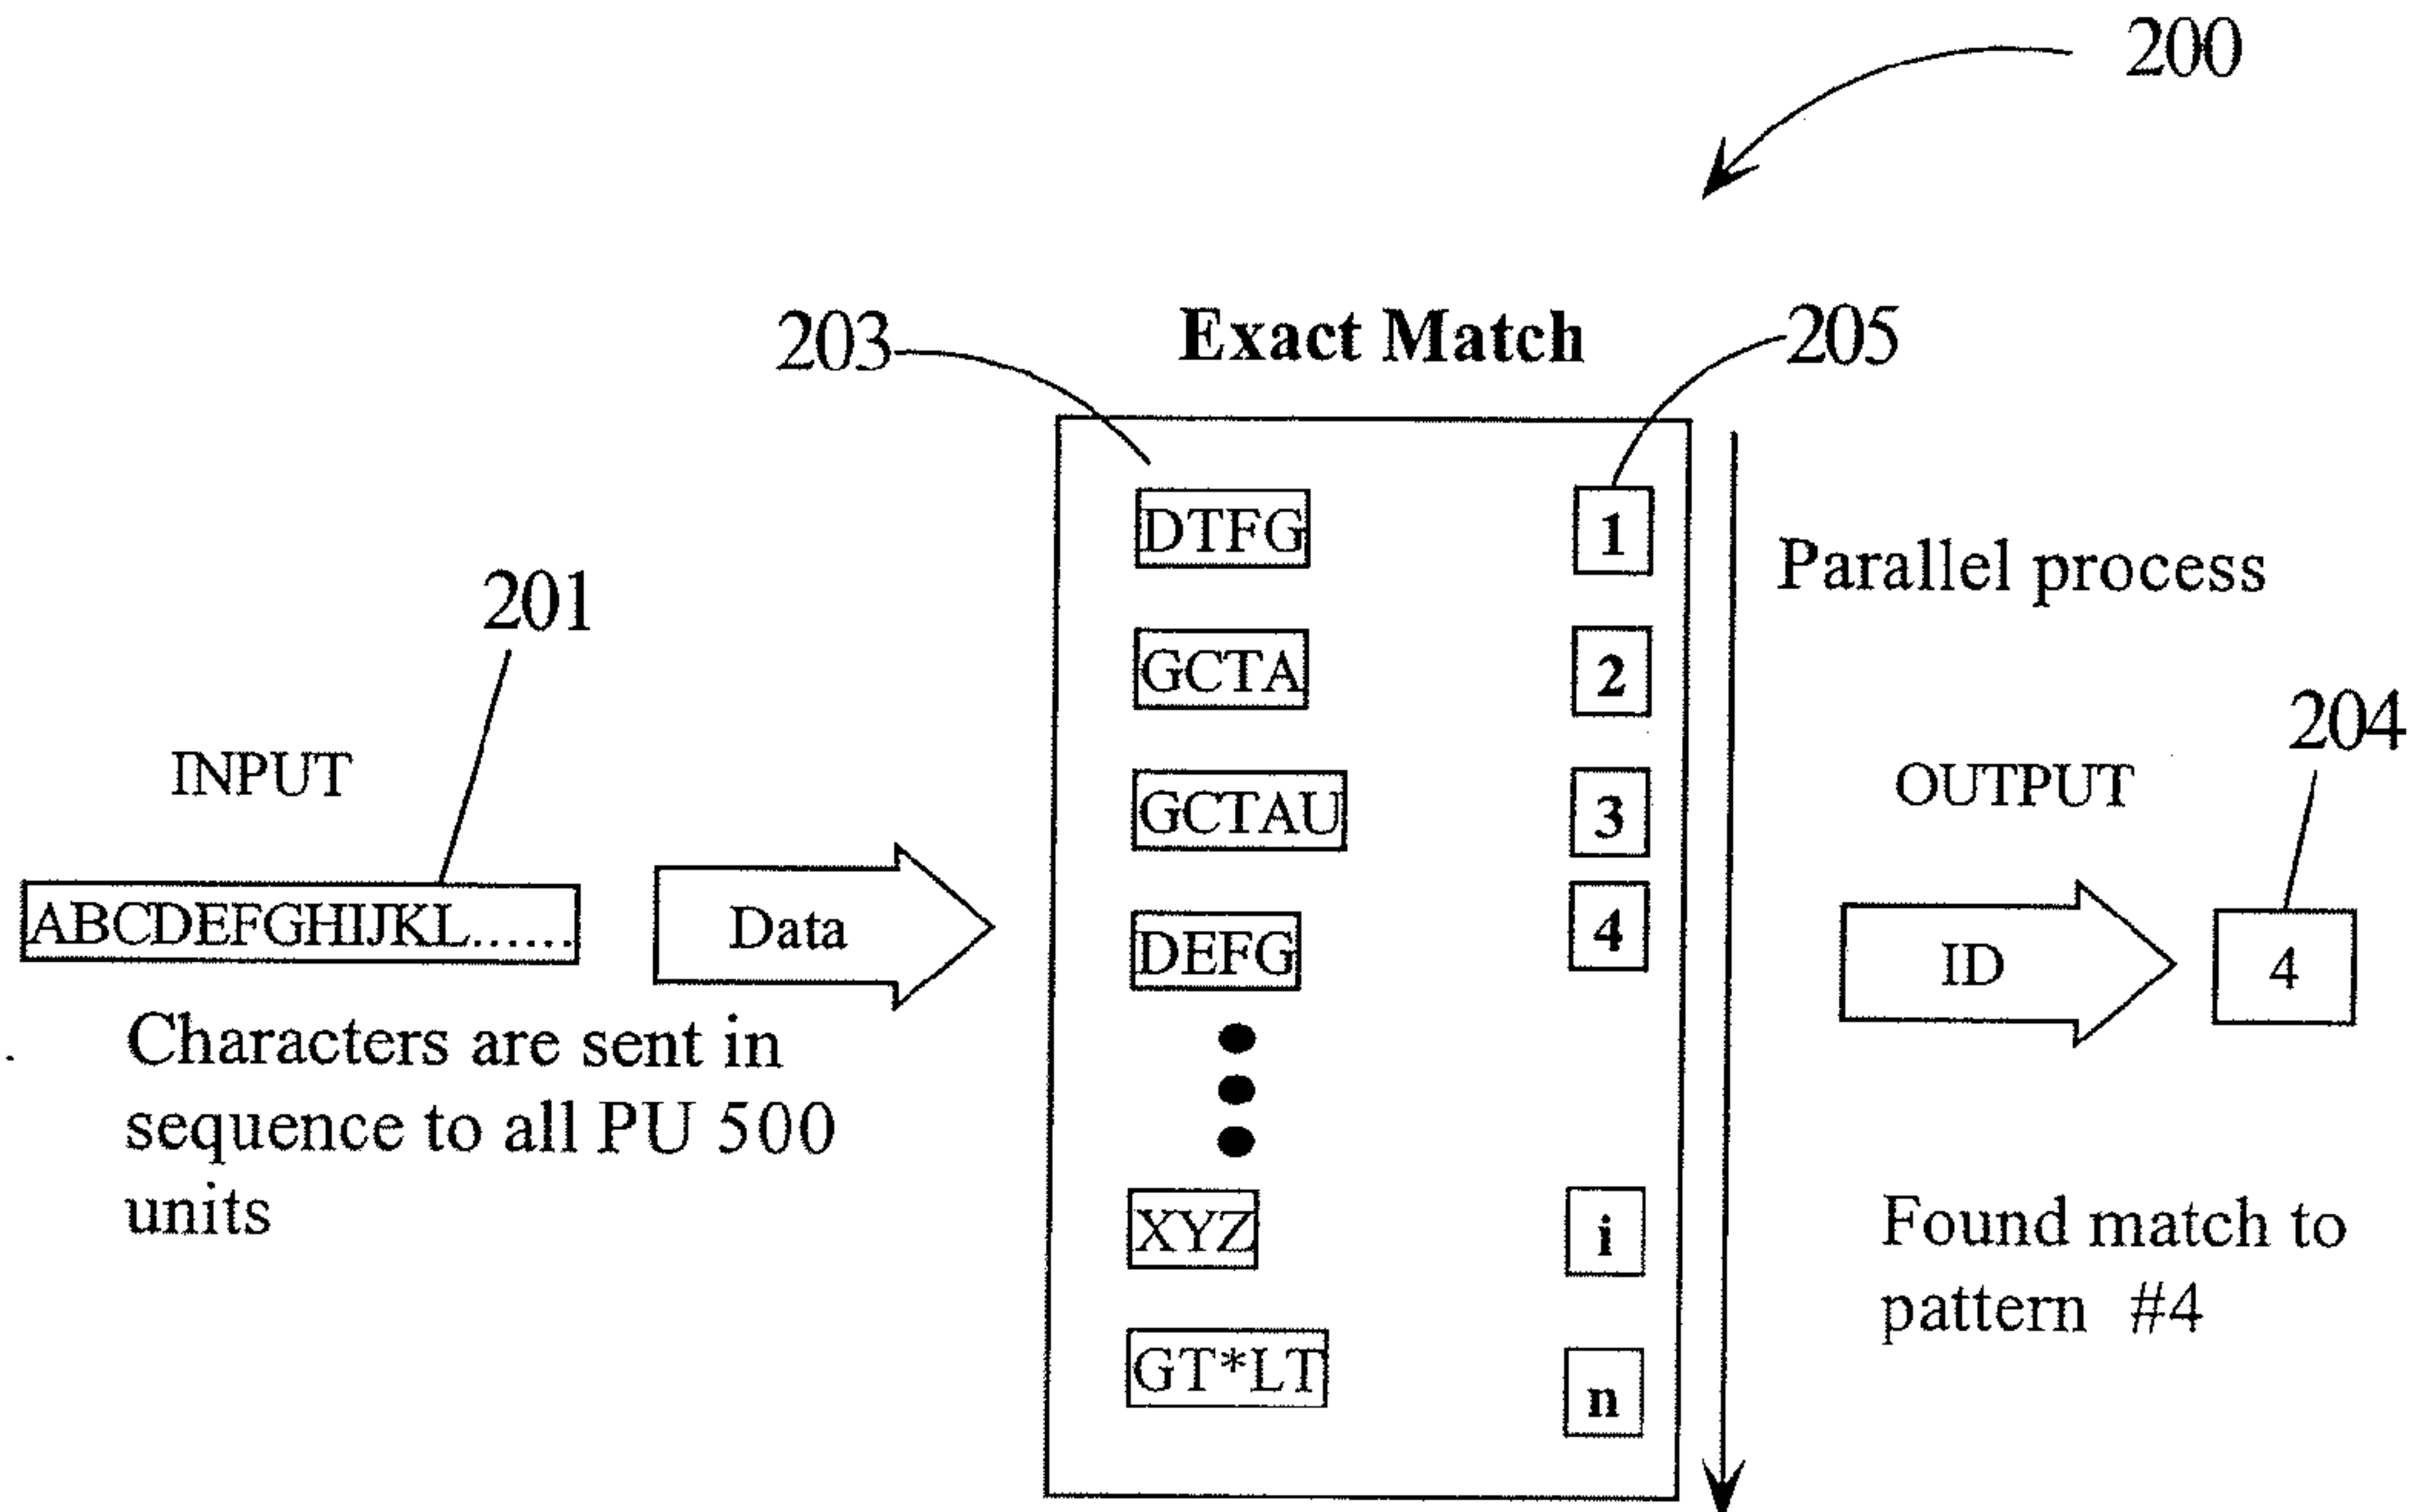 200
203
Exact Match
205
DTFG
1
Parallel process
201
GCTA
2
204
INPUT
GCTAU
3
OUTPUT
ABCDEFGHIJKL......
Data
DEFG
4
ID
4
Characters are sent in
sequence to all PU 500
units
XYZ
i
Found match to
pattern #4
GT*LT
n